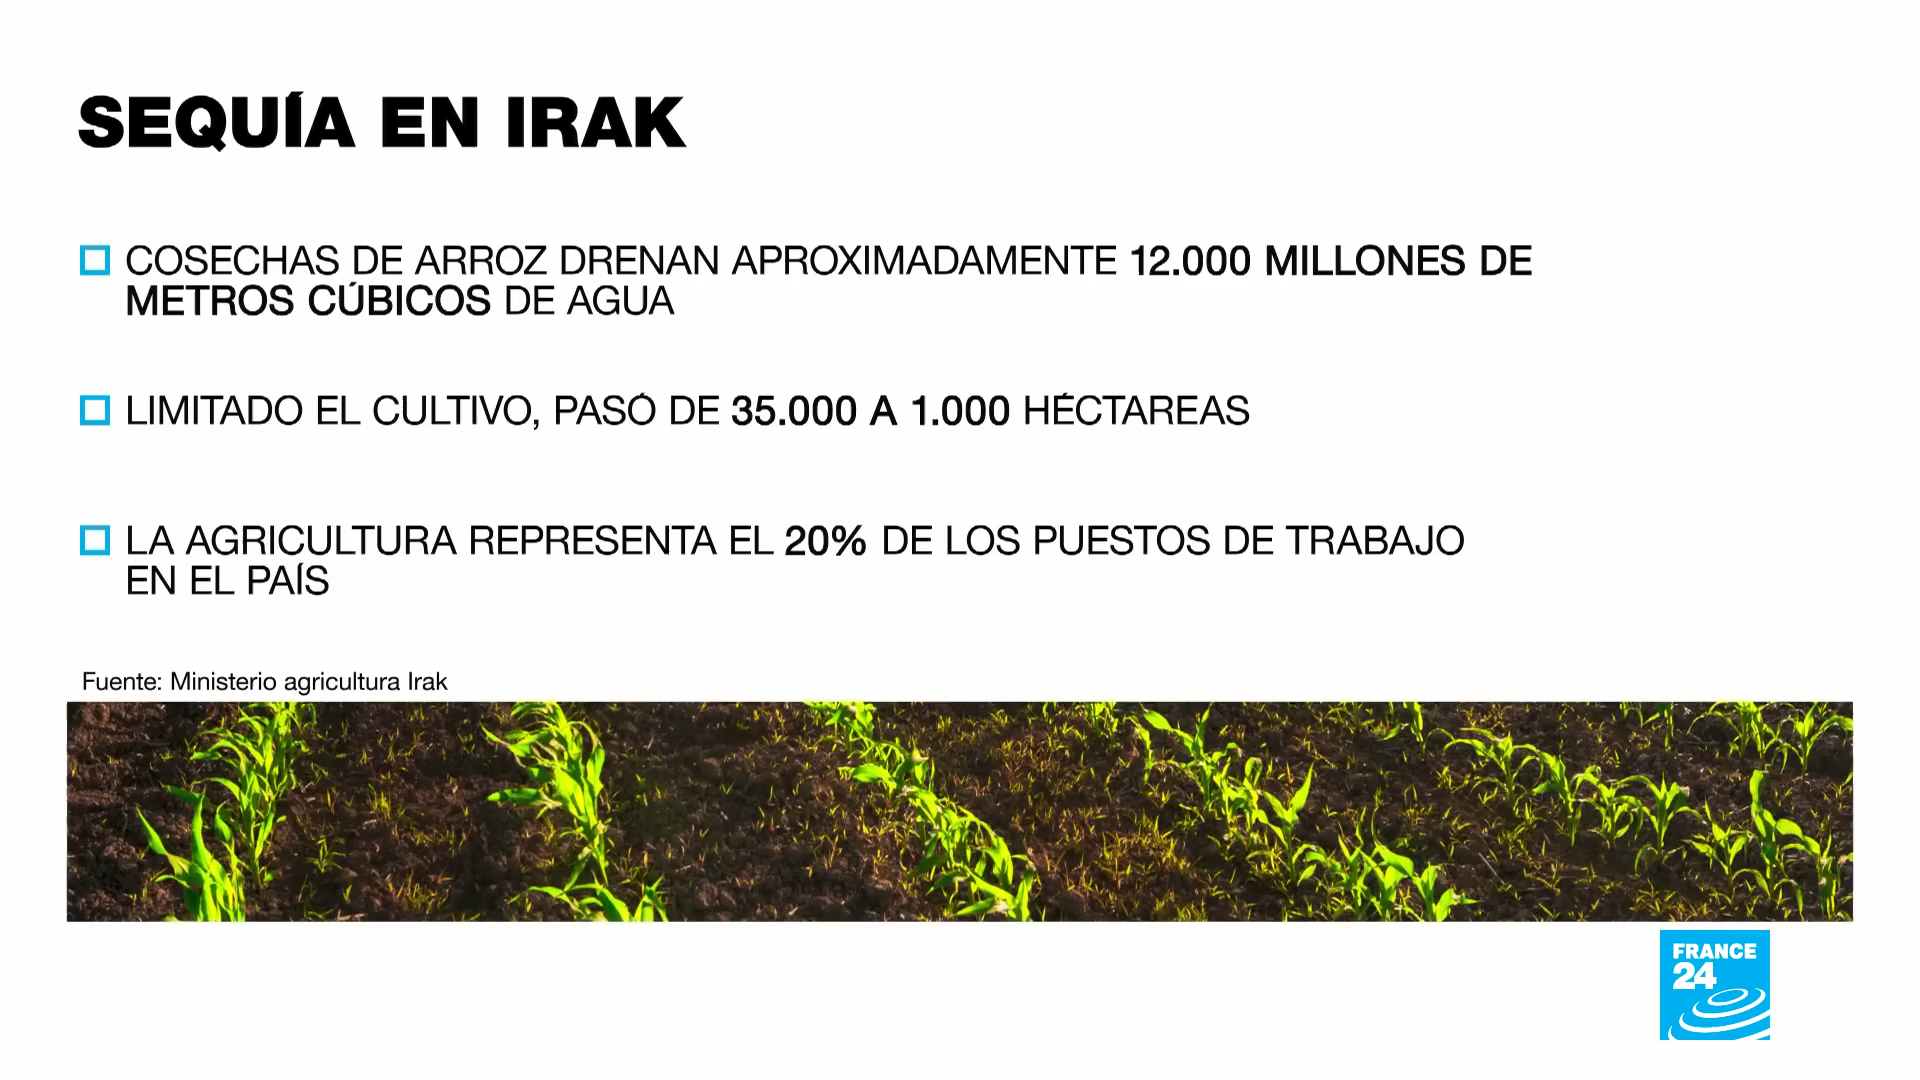 SEQUÍA EN IRAK
COSECHAS DE ARROZ DRENAN APROXIMADAMENTE 12.000 MILLONES DE
METROS CÚBICOS DE AGUA
LIMITADO EL CULTIVO, PASÓ DE 35.000 A 1.000 HÉCTAREAS
LA AGRICULTURA REPRESENTA EL 20% DE LOS PUESTOS DE TRABAJO
EN EL PAÍS
Fuente: Ministerio agricultura Irak
FRANCE
24